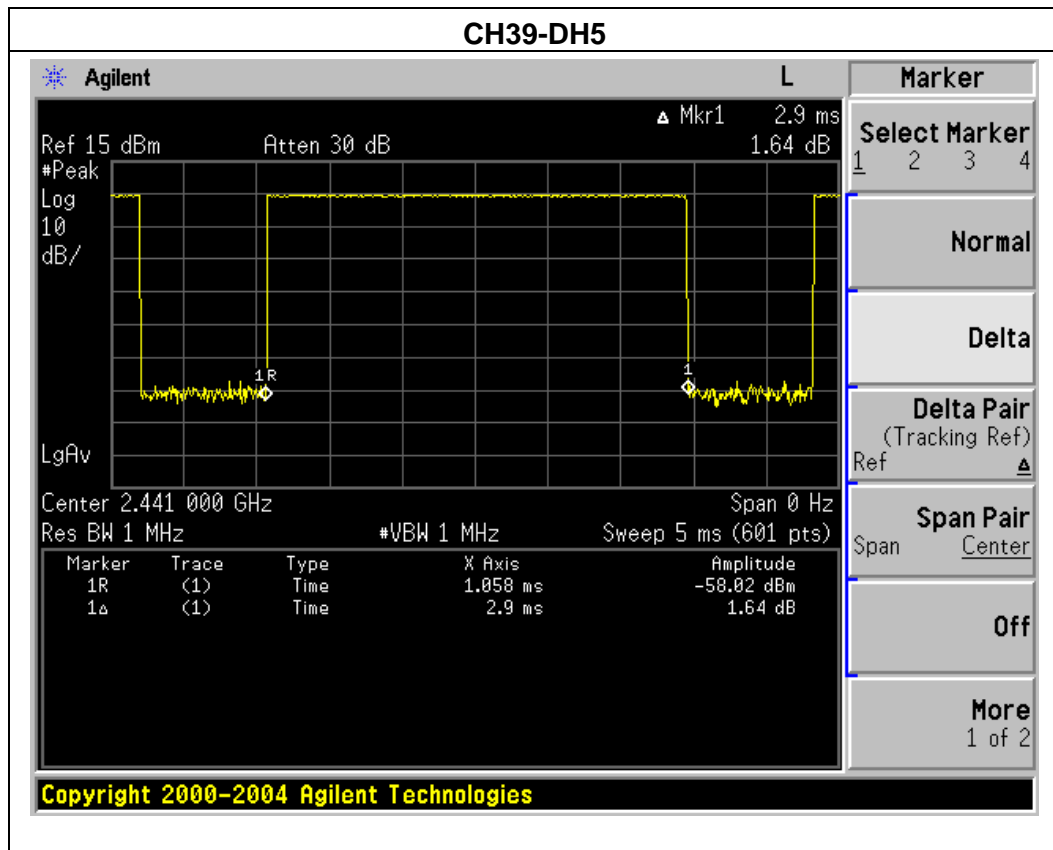 CH39-DH5
Agilent L
Δ Mkr1 2.9 ms
Ref 15 dBm Atten 30 dB 1.64 dB
#Peak
Log
10
dB/
1R
1
LgAv
Center 2.441 000 GHz Span 0 Hz
Res BW 1 MHz #VBW 1 MHz Sweep 5 ms (601 pts)
Marker Trace Type X Axis Amplitude
1R (1) Time 1.058 ms -58.02 dBm
1Δ (1) Time 2.9 ms 1.64 dB
Marker
Select Marker
1 2 3 4
Normal
Delta
Delta Pair
(Tracking Ref)
Ref Δ
Span Pair
Span Center
Off
More
1 of 2
Copyright 2000-2004 Agilent Technologies